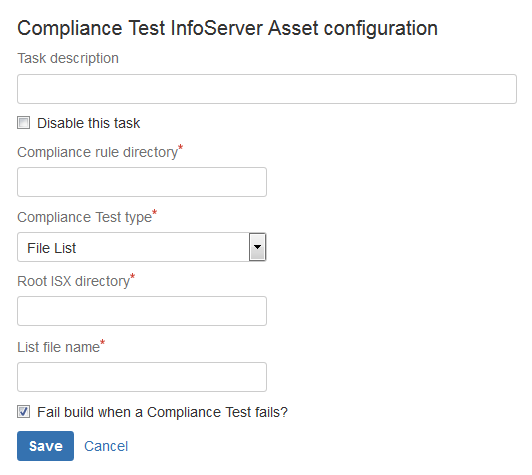 Compliance Test InfoServer Asset configuration
Task description
Disable this task
Compliance rule directory*
Compliance Test type*
File List
Root ISX directory*
List file name*
Fail build when a Compliance Test fails?
Save Cancel